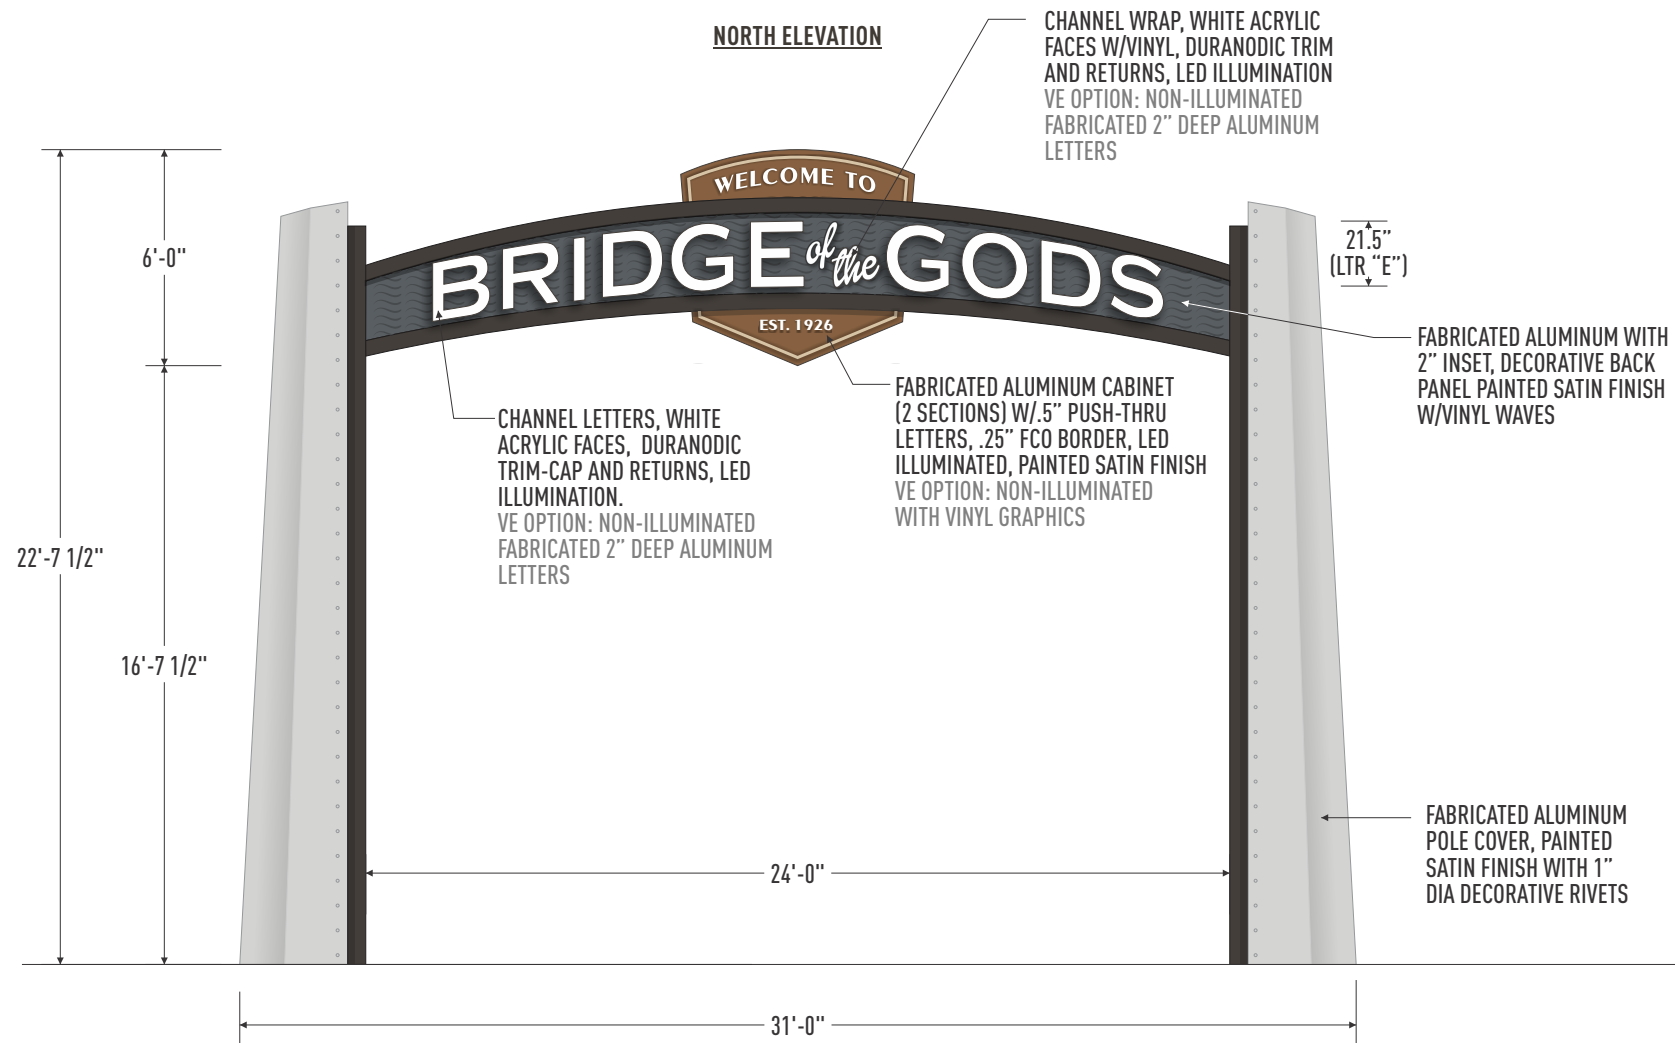 NORTH ELEVATION
CHANNEL WRAP, WHITE ACRYLIC
FACES W/VINYL, DURANODIC TRIM
AND RETURNS, LED ILLUMINATION
VE OPTION: NON-ILLUMINATED
FABRICATED 2” DEEP ALUMINUM
LETTERS
WELCOME TO
BRIDGE of the GODS
EST. 1926
6'-0"
21.5”
(LTR “E”)
FABRICATED ALUMINUM WITH
2” INSET, DECORATIVE BACK
PANEL PAINTED SATIN FINISH
W/VINYL WAVES
FABRICATED ALUMINUM CABINET
(2 SECTIONS) W/.5” PUSH-THRU
LETTERS, .25” FCO BORDER, LED
ILLUMINATED, PAINTED SATIN FINISH
VE OPTION: NON-ILLUMINATED
WITH VINYL GRAPHICS
CHANNEL LETTERS, WHITE
ACRYLIC FACES, DURANODIC
TRIM-CAP AND RETURNS, LED
ILLUMINATION.
VE OPTION: NON-ILLUMINATED
FABRICATED 2” DEEP ALUMINUM
LETTERS
22'-7 1/2"
16'-7 1/2"
24'-0"
FABRICATED ALUMINUM
POLE COVER, PAINTED
SATIN FINISH WITH 1”
DIA DECORATIVE RIVETS
31'-0"